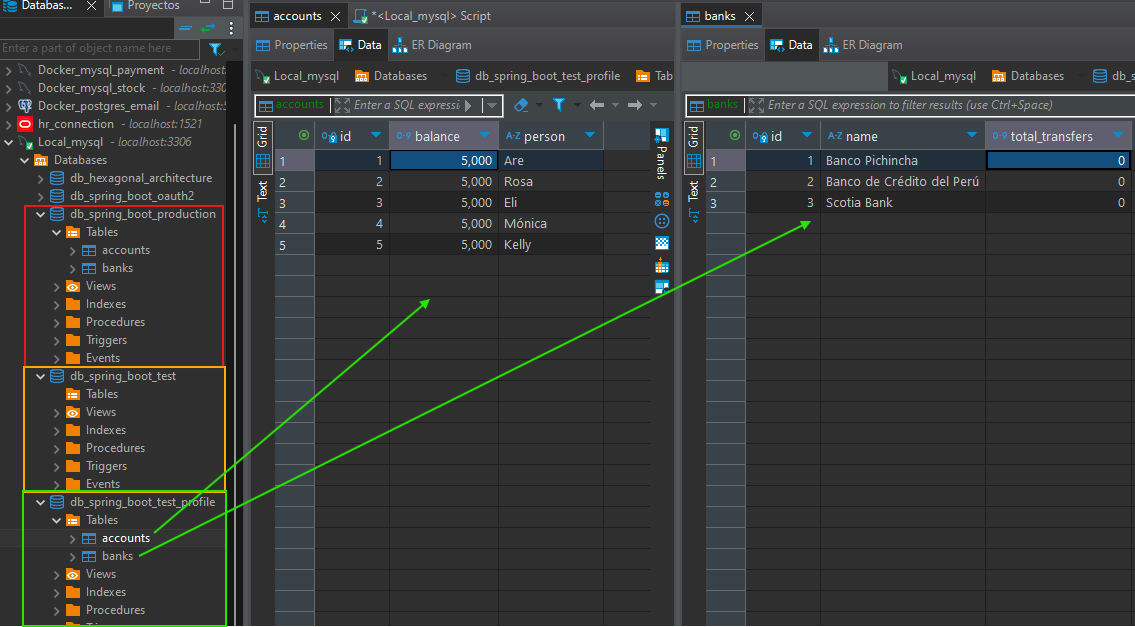 Databas...
Proyectos
Enter a part of object name here
Docker_mysql_payment - localhost:
Docker_mysql_stock - localhost:330
Docker_postgres_email - localhost:5
hr_connection - localhost:1521
Local_mysql - localhost:3306
Databases
db_hexagonal_architecture
db_spring_boot_oauth2
db_spring_boot_production
Tables
accounts
banks
Views
Indexes
Procedures
Triggers
Events
db_spring_boot_test
Tables
Views
Indexes
Procedures
Triggers
Events
db_spring_boot_test_profile
Tables
accounts
banks
Views
Indexes
Procedures
accounts
*<Local_mysql> Script
Properties Data ER Diagram
Local_mysql Databases db_spring_boot_test_profile Tab
accounts Enter a SQL expressi
Grid
Text
id balance person
1 1 5,000 Are
2 2 5,000 Rosa
3 3 5,000 Eli
4 4 5,000 Mónica
5 5 5,000 Kelly
Panels
banks
Properties Data ER Diagram
Local_mysql Databases db_s
banks Enter a SQL expression to filter results (use Ctrl+Space)
Grid
Text
id name total_transfers
1 1 Banco Pichincha 0
2 2 Banco de Crédito del Perú 0
3 3 Scotia Bank 0